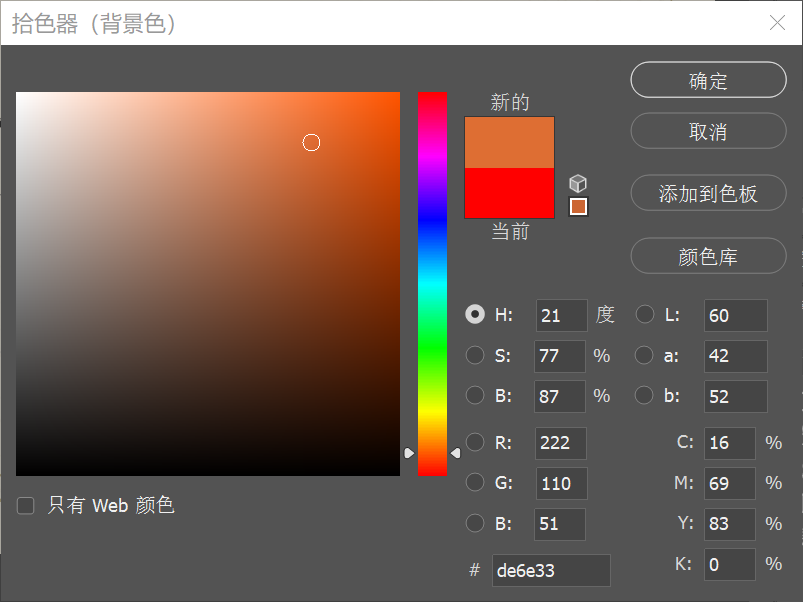 拾色器（背景色）
新的
当前
确定
取消
添加到色板
颜色库
H: 21 度
S: 77 %
B: 87 %
R: 222
G: 110
B: 51
# de6e33
L: 60
a: 42
b: 52
C: 16 %
M: 69 %
Y: 83 %
K: 0 %
只有 Web 颜色